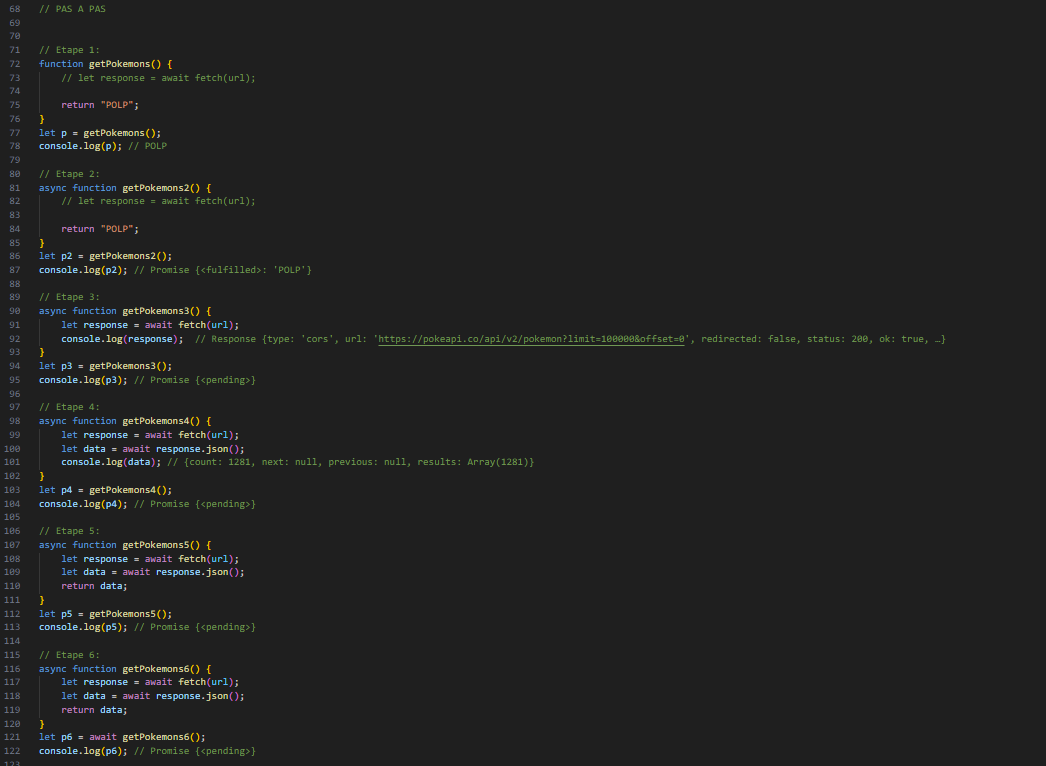 68 // PAS A PAS
69
70
71 // Etape 1:
72 function getPokemons() {
73 // let response = await fetch(url);
74
75 return "POLP";
76 }
77 let p = getPokemons();
78 console.log(p); // POLP
79
80 // Etape 2:
81 async function getPokemons2() {
82 // let response = await fetch(url);
83
84 return "POLP";
85 }
86 let p2 = getPokemons2();
87 console.log(p2); // Promise {<fulfilled>: 'POLP'}
88
89 // Etape 3:
90 async function getPokemons3() {
91 let response = await fetch(url);
92 console.log(response); // Response {type: 'cors', url: 'https://pokeapi.co/api/v2/pokemon?limit=100000&offset=0', redirected: false, status: 200, ok: true, …}
93 }
94 let p3 = getPokemons3();
95 console.log(p3); // Promise {<pending>}
96
97 // Etape 4:
98 async function getPokemons4() {
99 let response = await fetch(url);
100 let data = await response.json();
101 console.log(data); // {count: 1281, next: null, previous: null, results: Array(1281)}
102 }
103 let p4 = getPokemons4();
104 console.log(p4); // Promise {<pending>}
105
106 // Etape 5:
107 async function getPokemons5() {
108 let response = await fetch(url);
109 let data = await response.json();
110 return data;
111 }
112 let p5 = getPokemons5();
113 console.log(p5); // Promise {<pending>}
114
115 // Etape 6:
116 async function getPokemons6() {
117 let response = await fetch(url);
118 let data = await response.json();
119 return data;
120 }
121 let p6 = await getPokemons6();
122 console.log(p6); // Promise {<pending>}
123